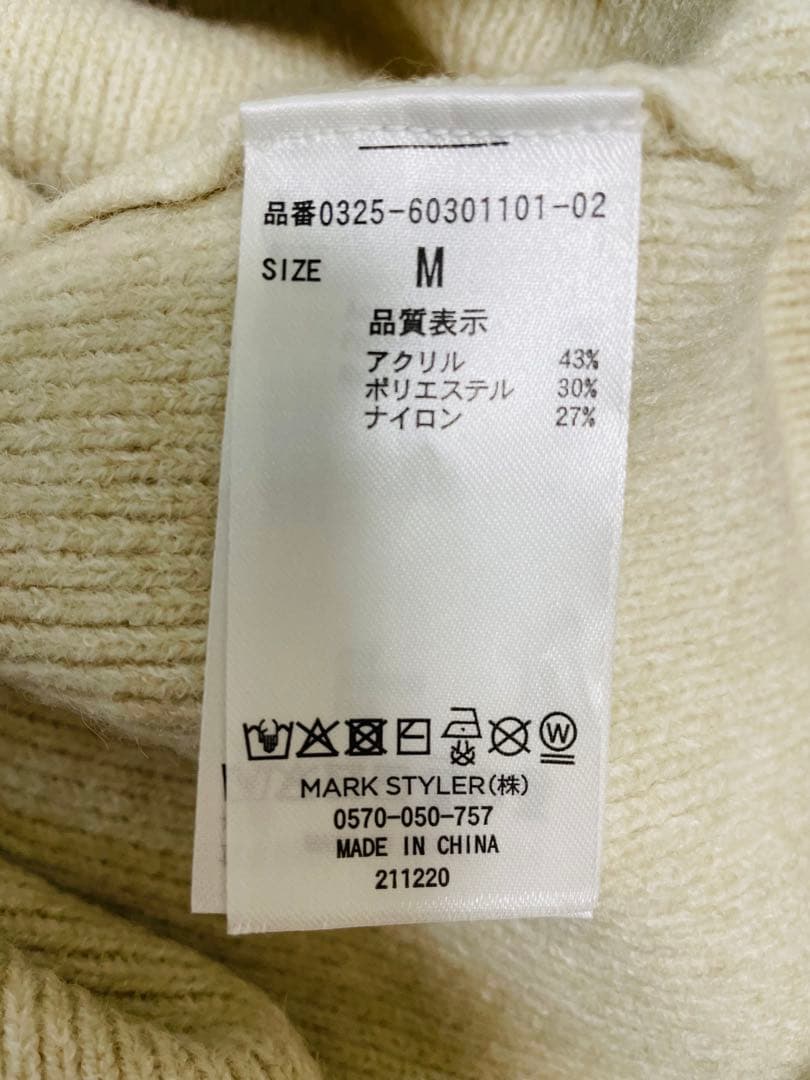 品番0325-60301101-02
SIZE M
品質表示
アクリル 43%
ポリエステル 30%
ナイロン 27%
W
MARK STYLER(株)
0570-050-757
MADE IN CHINA
211220